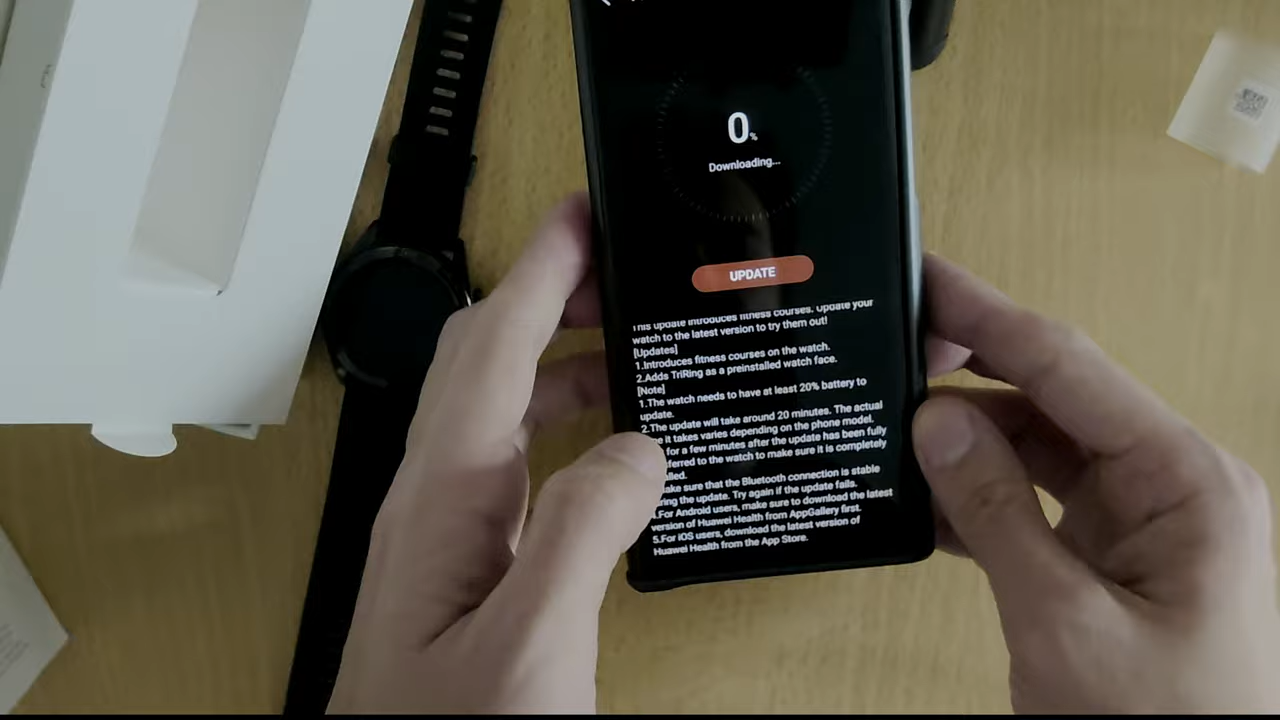 0%
Downloading...
UPDATE
This update introduces fitness courses. Update your
watch to the latest version to try them out!
[Updates]
1.Introduces fitness courses on the watch.
2.Adds TriRing as a preinstalled watch face.
[Note]
1.The watch needs to have at least 20% battery to
update.
2.The update will take around 20 minutes. The actual
it takes varies depending on the phone model.
for a few minutes after the update has been fully
ferred to the watch to make sure it is completely
lled.
ake sure that the Bluetooth connection is stable
ring the update. Try again if the update fails.
.For Android users, make sure to download the latest
version of Huawei Health from AppGallery first.
5.For iOS users, download the latest version of
Huawei Health from the App Store.